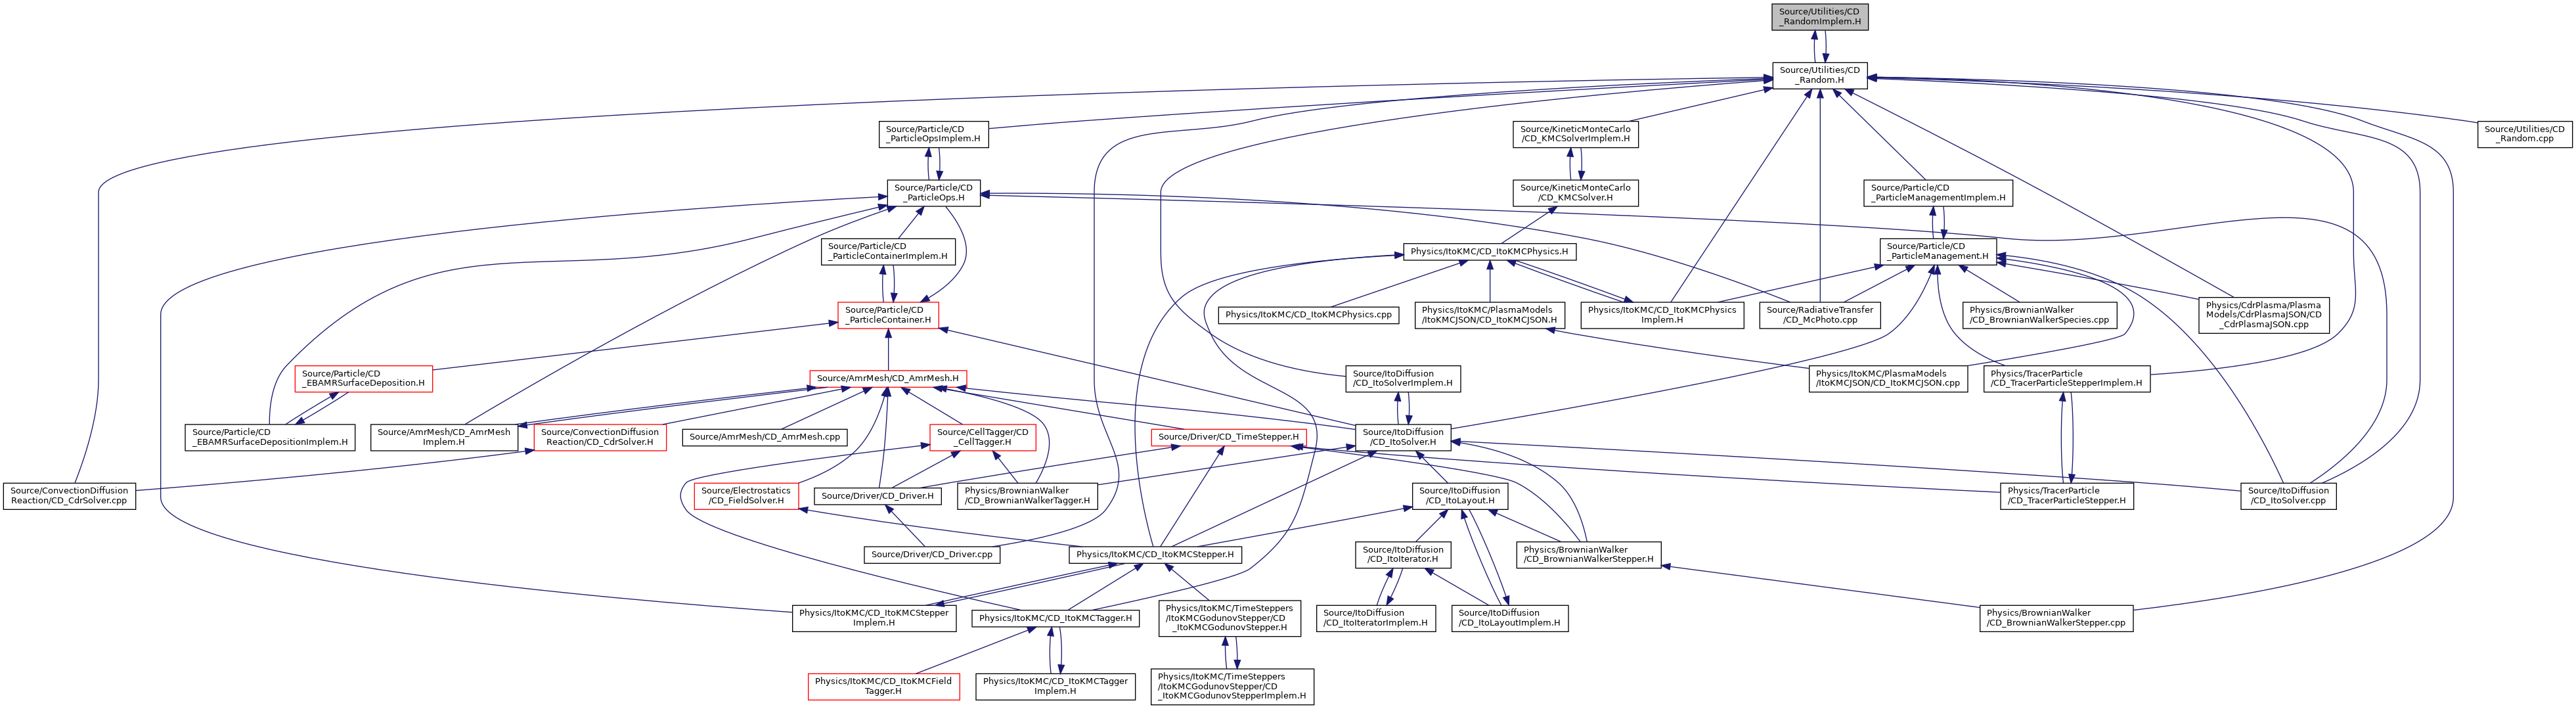 Source/Utilities/CD
_RandomImplem.H
Source/Utilities/CD
_Random.H
Source/Particle/CD
_ParticleOpsImplem.H
Source/KineticMonteCarlo
/CD_KMCSolverImplem.H
Source/Utilities/CD
_Random.cpp
Source/Particle/CD
_ParticleOps.H
Source/KineticMonteCarlo
/CD_KMCSolver.H
Source/Particle/CD
_ParticleManagementImplem.H
Source/Particle/CD
_ParticleContainerImplem.H
Physics/ItoKMC/CD_ItoKMCPhysics.H
Source/Particle/CD
_ParticleManagement.H
Source/Particle/CD
_ParticleContainer.H
Physics/ItoKMC/CD_ItoKMCPhysics.cpp
Physics/ItoKMC/PlasmaModels
/ItoKMCJSON/CD_ItoKMCJSON.H
Physics/ItoKMC/CD_ItoKMCPhysics
Implem.H
Source/RadiativeTransfer
/CD_McPhoto.cpp
Physics/BrownianWalker
/CD_BrownianWalkerSpecies.cpp
Physics/CdrPlasma/Plasma
Models/CdrPlasmaJSON/CD
_CdrPlasmaJSON.cpp
Source/Particle/CD
_EBAMRSurfaceDeposition.H
Source/AmrMesh/CD_AmrMesh.H
Source/ItoDiffusion
/CD_ItoSolverImplem.H
Physics/ItoKMC/PlasmaModels
/ItoKMCJSON/CD_ItoKMCJSON.cpp
Physics/TracerParticle
/CD_TracerParticleStepperImplem.H
Source/Particle/CD
_EBAMRSurfaceDepositionImplem.H
Source/AmrMesh/CD_AmrMesh
Implem.H
Source/ConvectionDiffusion
Reaction/CD_CdrSolver.H
Source/AmrMesh/CD_AmrMesh.cpp
Source/CellTagger/CD
_CellTagger.H
Source/Driver/CD_TimeStepper.H
Source/ItoDiffusion
/CD_ItoSolver.H
Source/ConvectionDiffusion
Reaction/CD_CdrSolver.cpp
Source/Electrostatics
/CD_FieldSolver.H
Source/Driver/CD_Driver.H
Physics/BrownianWalker
/CD_BrownianWalkerTagger.H
Source/ItoDiffusion
/CD_ItoLayout.H
Physics/TracerParticle
/CD_TracerParticleStepper.H
Source/ItoDiffusion
/CD_ItoSolver.cpp
Source/Driver/CD_Driver.cpp
Physics/ItoKMC/CD_ItoKMCStepper.H
Source/ItoDiffusion
/CD_ItoIterator.H
Physics/BrownianWalker
/CD_BrownianWalkerStepper.H
Physics/ItoKMC/CD_ItoKMCStepper
Implem.H
Physics/ItoKMC/CD_ItoKMCTagger.H
Physics/ItoKMC/TimeSteppers
/ItoKMCGodunovStepper/CD
_ItoKMCGodunovStepper.H
Source/ItoDiffusion
/CD_ItoIteratorImplem.H
Source/ItoDiffusion
/CD_ItoLayoutImplem.H
Physics/BrownianWalker
/CD_BrownianWalkerStepper.cpp
Physics/ItoKMC/CD_ItoKMCField
Tagger.H
Physics/ItoKMC/CD_ItoKMCTagger
Implem.H
Physics/ItoKMC/TimeSteppers
/ItoKMCGodunovStepper/CD
_ItoKMCGodunovStepperImplem.H